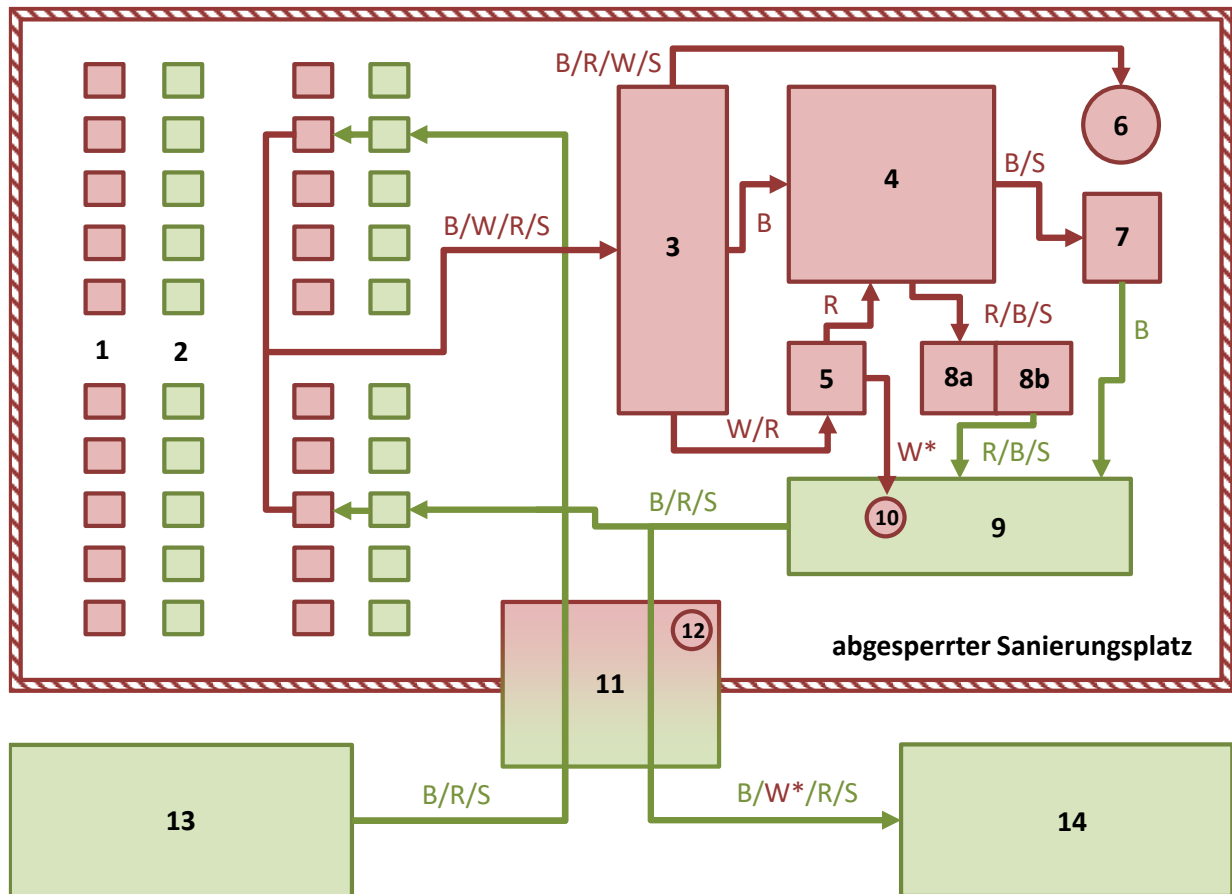 B/R/W/S
6
4
B/S
B/W/R/S
3
B
7
R
R/B/S
B
1
2
5
8a
8b
W/R
W*
R/B/S
B/R/S
10
9
12
abgesperrter Sanierungsplatz
11
B/R/S
B/W*/R/S
13
14